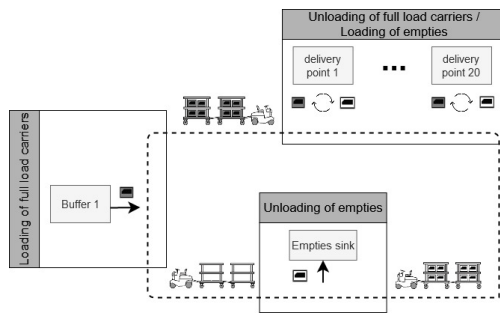 Unloading of full load carriers /
Loading of empties
delivery
point 1
delivery
point 20
Loading of full load carriers
Buffer 1
Unloading of empties
Empties sink